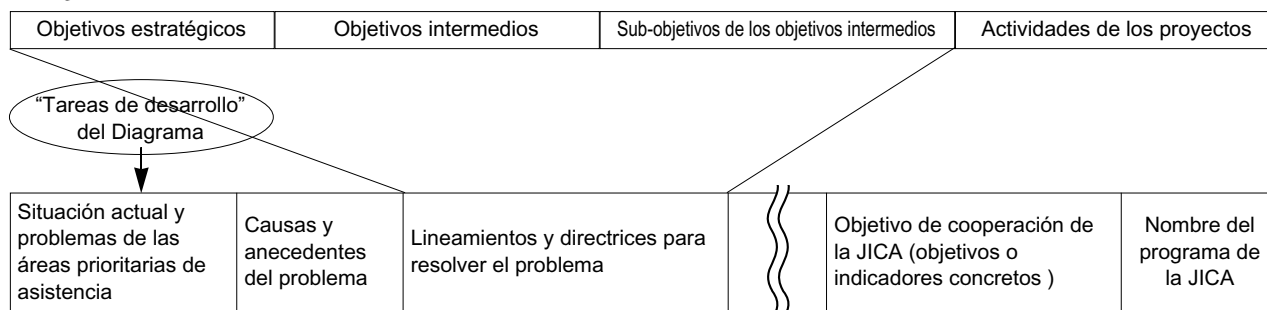 Objetivos estratégicos
Objetivos intermedios
Sub-objetivos de los objetivos intermedios
Actividades de los proyectos
“Tareas de desarrollo”
del Diagrama
Situación actual y
problemas de las
áreas prioritarias de
asistencia
Causas y
anecedentes
del problema
Lineamientos y directrices para
resolver el problema
Objetivo de cooperación de
la JICA (objetivos o
indicadores concretos )
Nombre del
programa de
la JICA